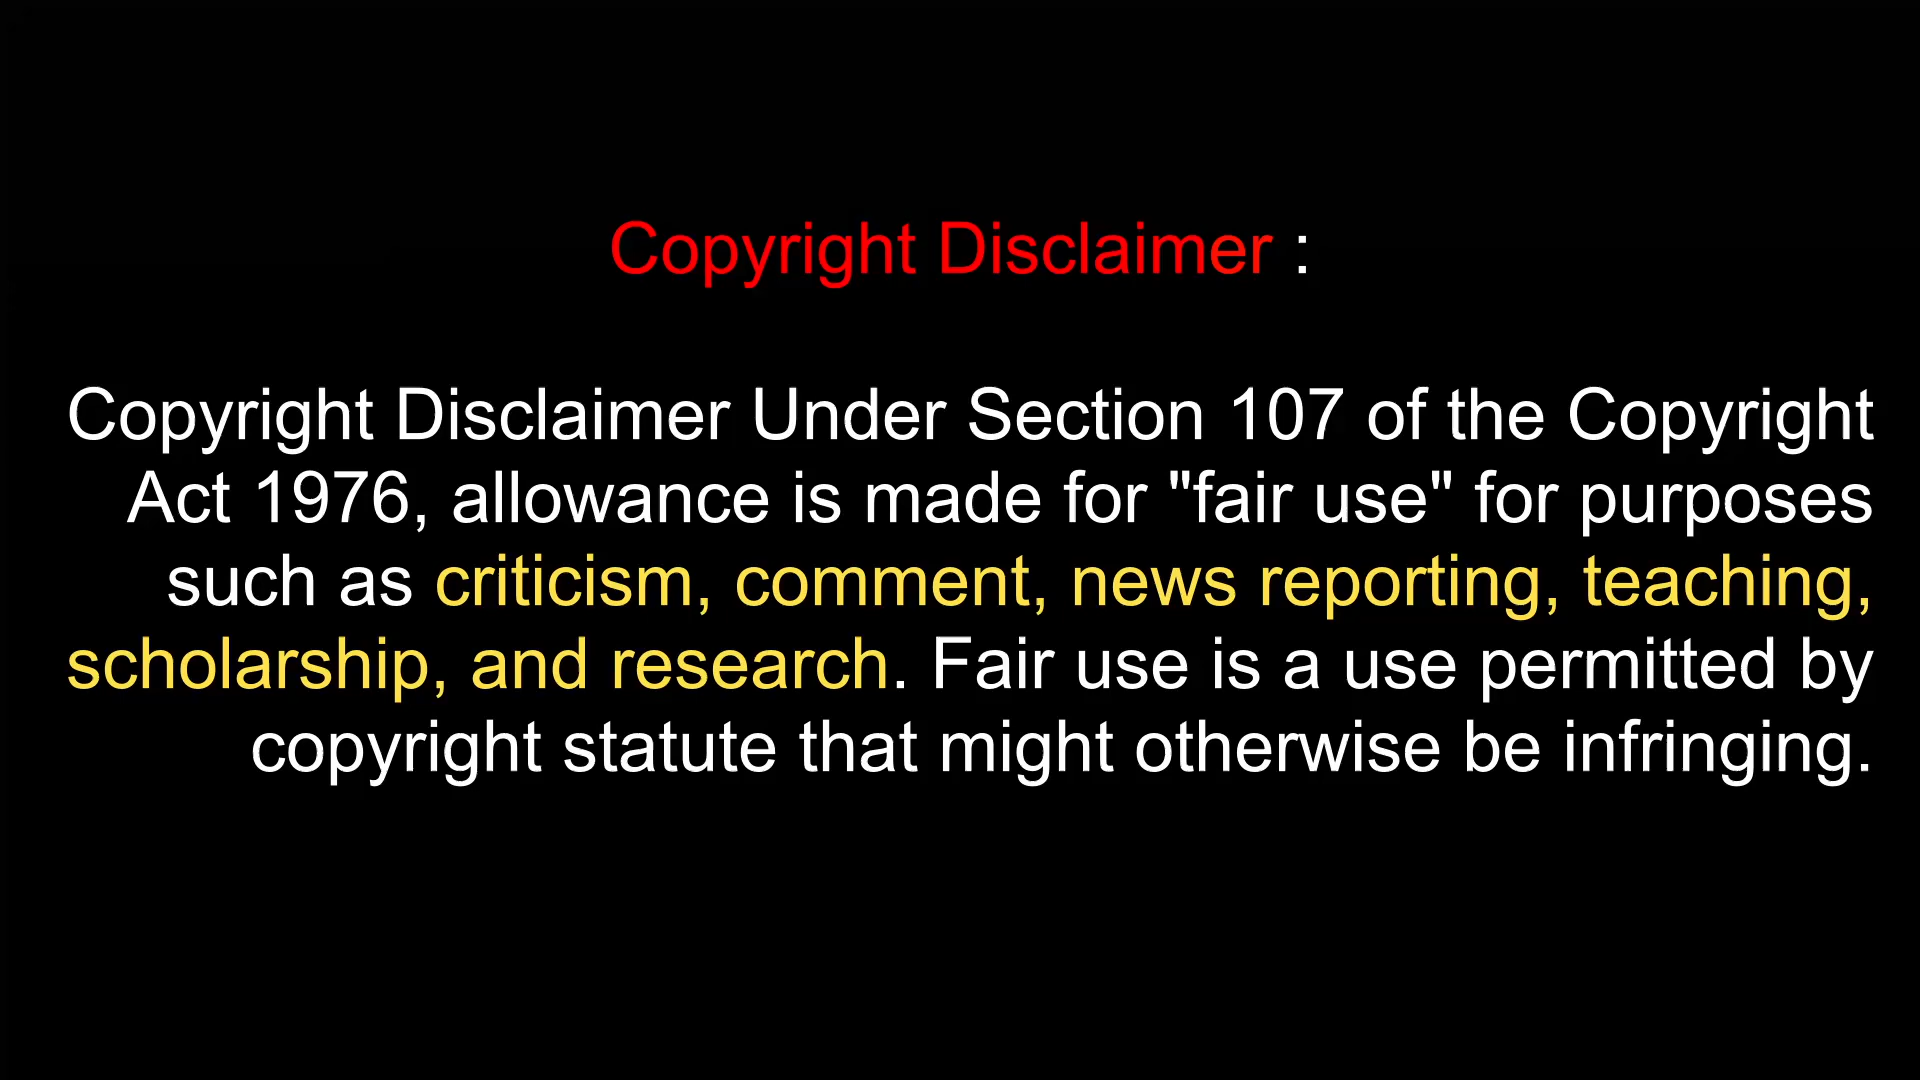 Copyright Disclaimer :
Copyright Disclaimer Under Section 107 of the Copyright
Act 1976, allowance is made for "fair use" for purposes
such as criticism, comment, news reporting, teaching,
scholarship, and research. Fair use is a use permitted by
copyright statute that might otherwise be infringing.